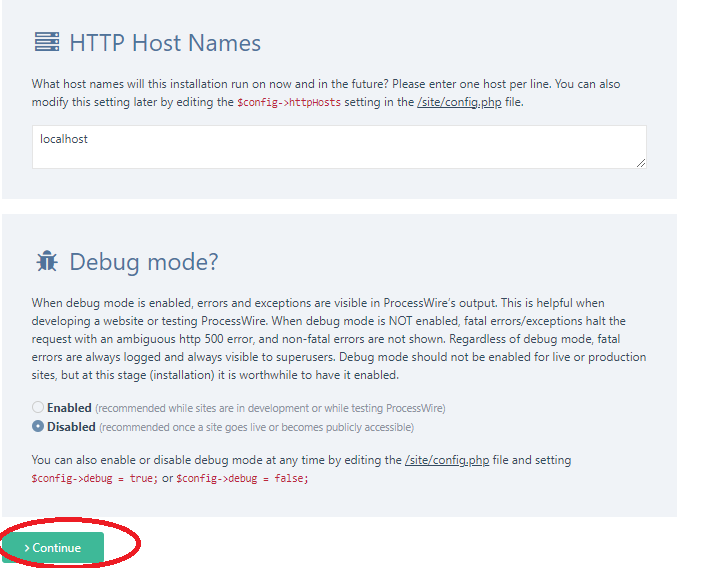 HTTP Host Names
What host names will this installation run on now and in the future? Please enter one host per line. You can also
modify this setting later by editing the $config->httpHosts setting in the /site/config.php file.
localhost
Debug mode?
When debug mode is enabled, errors and exceptions are visible in ProcessWire's output. This is helpful when
developing a website or testing ProcessWire. When debug mode is NOT enabled, fatal errors/exceptions halt the
request with an ambiguous http 500 error, and non-fatal errors are not shown. Regardless of debug mode, fatal
errors are always logged and always visible to superusers. Debug mode should not be enabled for live or production
sites, but at this stage (installation) it is worthwhile to have it enabled.
Enabled (recommended while sites are in development or while testing ProcessWire)
Disabled (recommended once a site goes live or becomes publicly accessible)
You can also enable or disable debug mode at any time by editing the /site/config.php file and setting
$config->debug = true; or $config->debug = false;
Continue